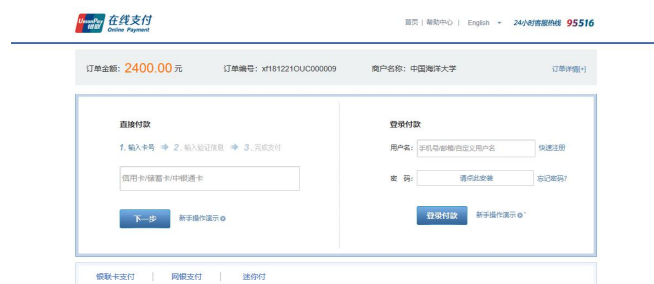 UnionPay 银联 在线支付
Online Payment
首页 | 帮助中心 | English 24小时客服热线 95516
订单金额：2400.00 元 订单编号：xf181221OUC000009 商户名称：中国海洋大学 订单详情[+]
直接付款
1. 输入卡号 2. 输入验证信息 3. 完成支付
信用卡/储蓄卡/中银通卡
下一步 新手操作演示
登录付款
用户名： 手机号/邮箱/自定义用户名 快速注册
密 码： 请点此安装 忘记密码?
登录付款 新手操作演示
银联卡支付 | 网银支付 | 迷你付